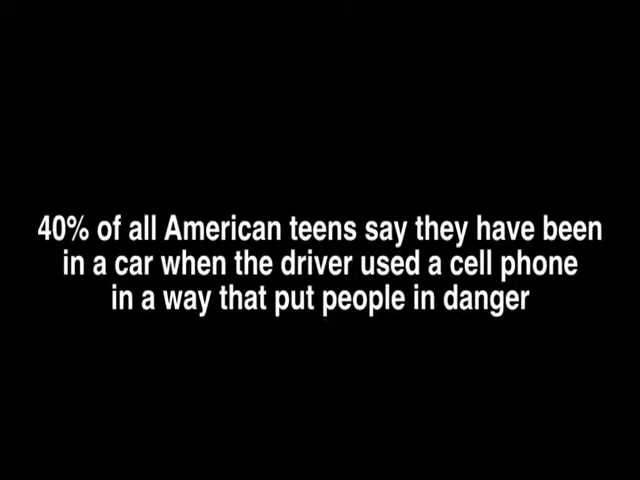 40% of all American teens say they have been
in a car when the driver used a cell phone
in a way that put people in danger